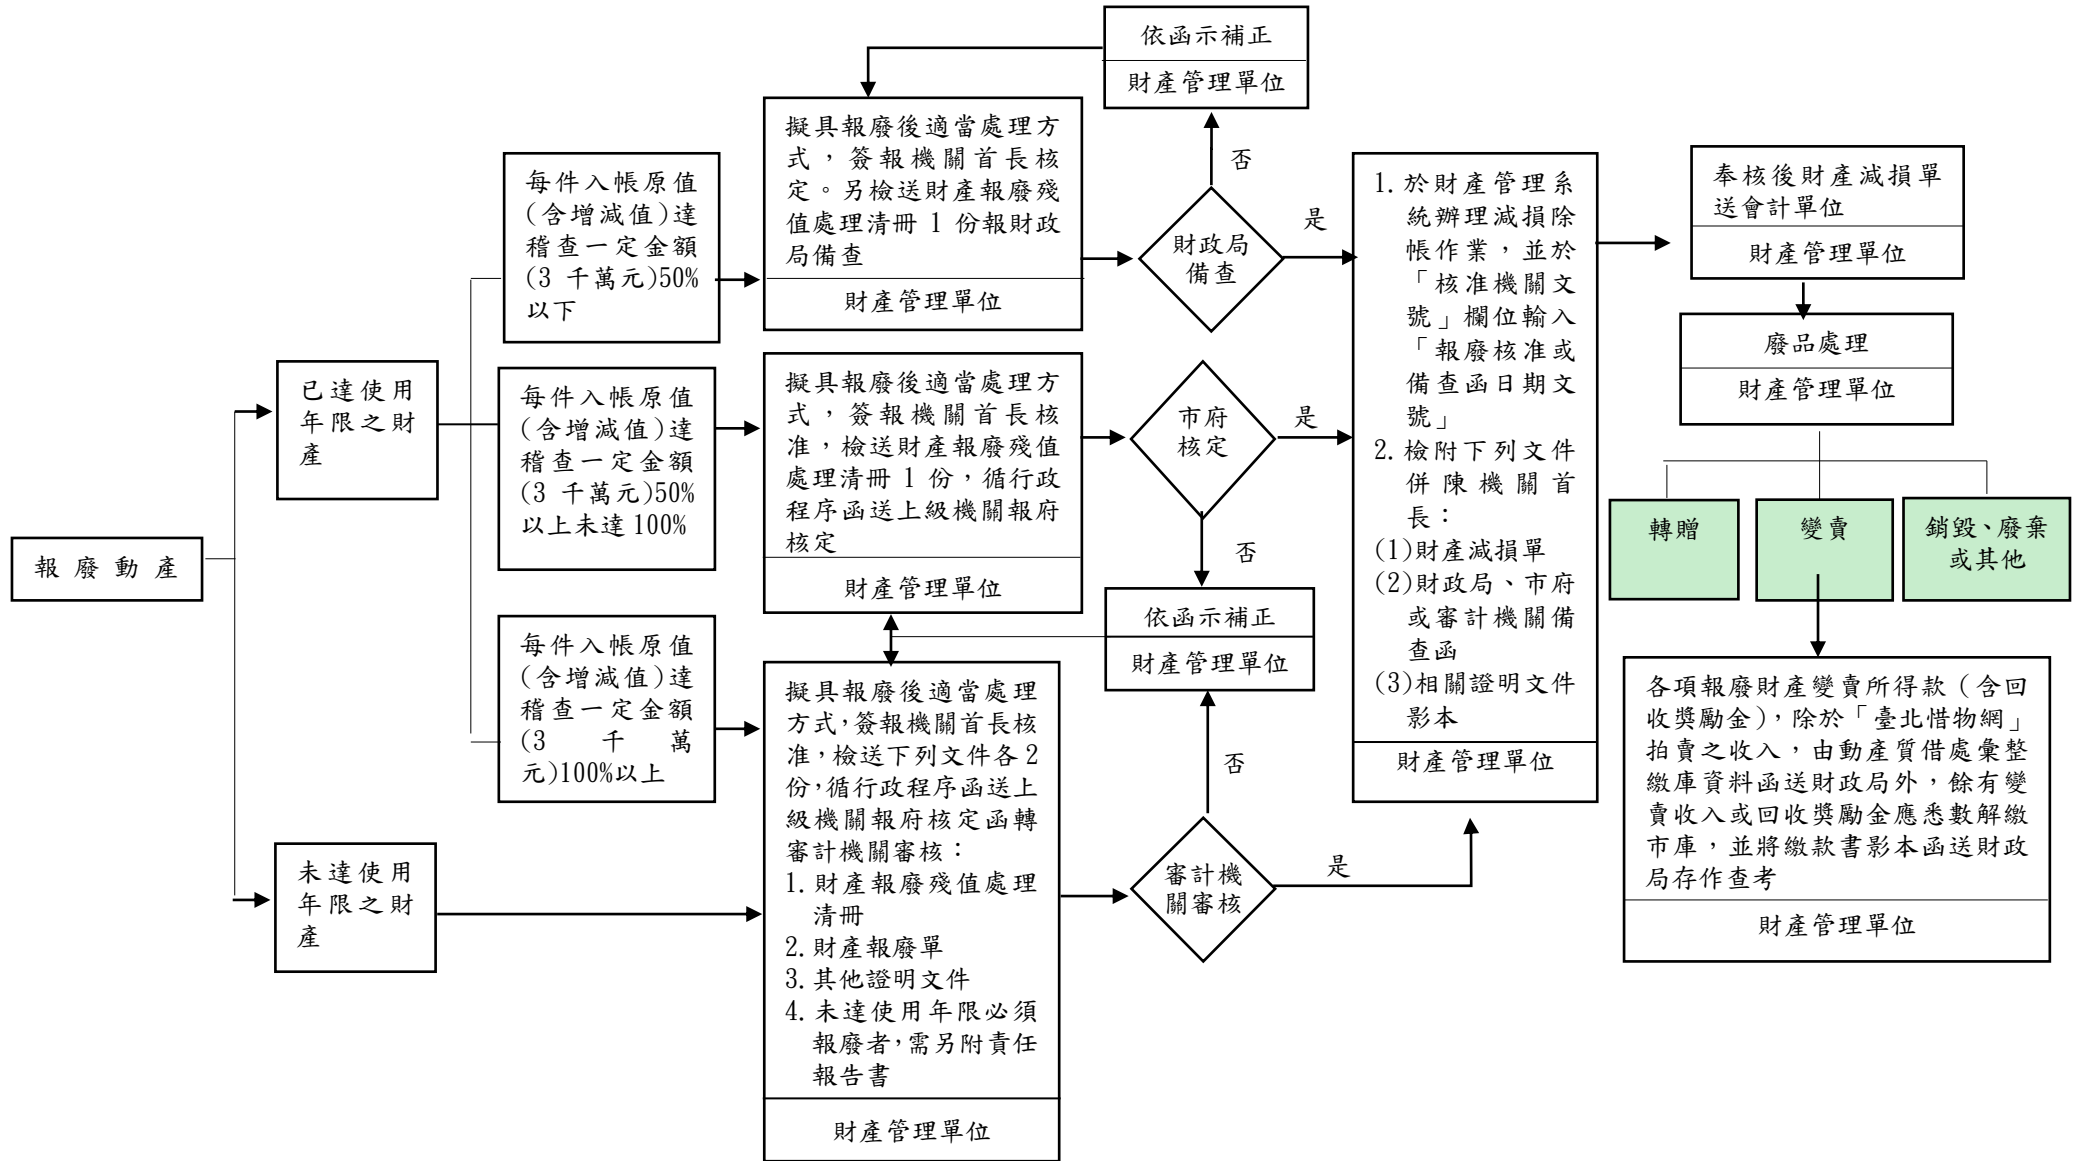 報廢動產
已達使用
年限之財
產
未達使用
年限之財
產
每件入帳原值
(含增減值)達
稽查一定金額
(3 千萬元)50%
以下
每件入帳原值
(含增減值)達
稽查一定金額
(3 千萬元)50%
以上未達100%
每件入帳原值
(含增減值)達
稽查一定金額
(3 千 萬
元)100%以上
擬具報廢後適當處理方
式，簽報機關首長核
定。另檢送財產報廢殘
值處理清冊 1 份報財政
局備查
財產管理單位
擬具報廢後適當處理方
式，簽報機關首長核
准，檢送財產報廢殘值
處理清冊 1 份，循行政
程序函送上級機關報府
核定
財產管理單位
擬具報廢後適當處理
方式，簽報機關首長核
准，檢送下列文件各 2
份，循行政程序函送上
級機關報府核定函轉
審計機關審核：
1. 財產報廢殘值處理
清冊
2. 財產報廢單
3. 其他證明文件
4. 未達使用年限必須
報廢者，需另附責任
報告書
財產管理單位
依函示補正
財產管理單位
否
財政局
備查
是
市府
核定
是
否
依函示補正
財產管理單位
否
審計機
關審核
是
1. 於財產管理系
統辦理減損除
帳作業，並於
「核准機關文
號」欄位輸入
「報廢核准或
備查函日期文
號」
2. 檢附下列文件
併陳機關首
長：
(1)財產減損單
(2)財政局、市府
或審計機關備
查函
(3)相關證明文件
影本
財產管理單位
奉核後財產減損單
送會計單位
財產管理單位
廢品處理
財產管理單位
轉贈
變賣
銷毀、廢棄
或其他
各項報廢財產變賣所得款（含回
收獎勵金），除於「臺北惜物網」
拍賣之收入，由動產質借處彙整
繳庫資料函送財政局外，餘有變
賣收入或回收獎勵金應悉數解繳
市庫，並將繳款書影本函送財政
局存作查考
財產管理單位